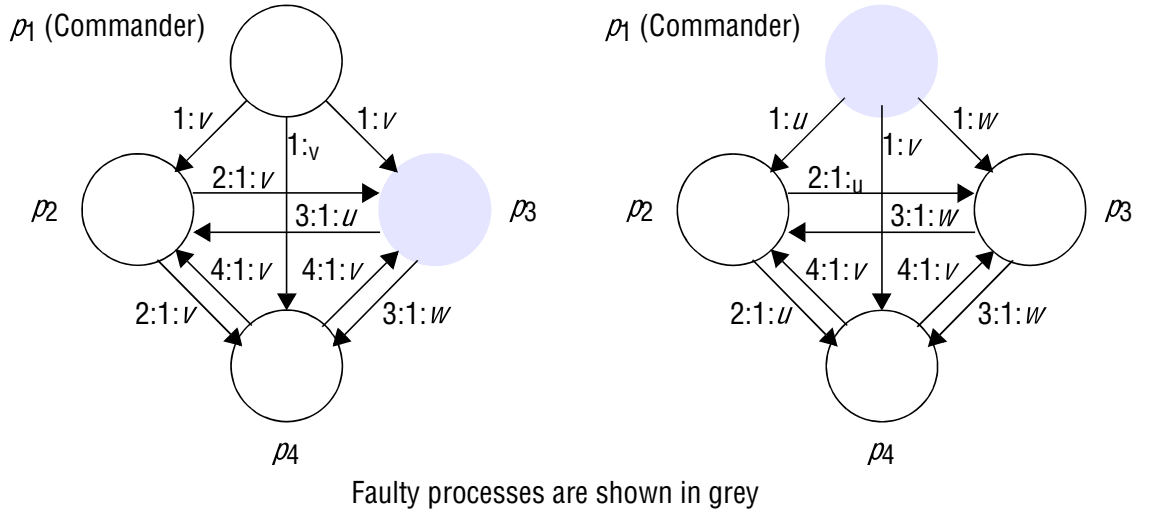 p1 (Commander)
p1 (Commander)
1:v
1:v
1:v
1:u
1:v
1:w
2:1:v
2:1:u
p2
3:1:u
p3
p2
3:1:w
p3
4:1:v
4:1:v
4:1:v
4:1:v
2:1:v
3:1:w
2:1:u
3:1:w
p4
p4
Faulty processes are shown in grey